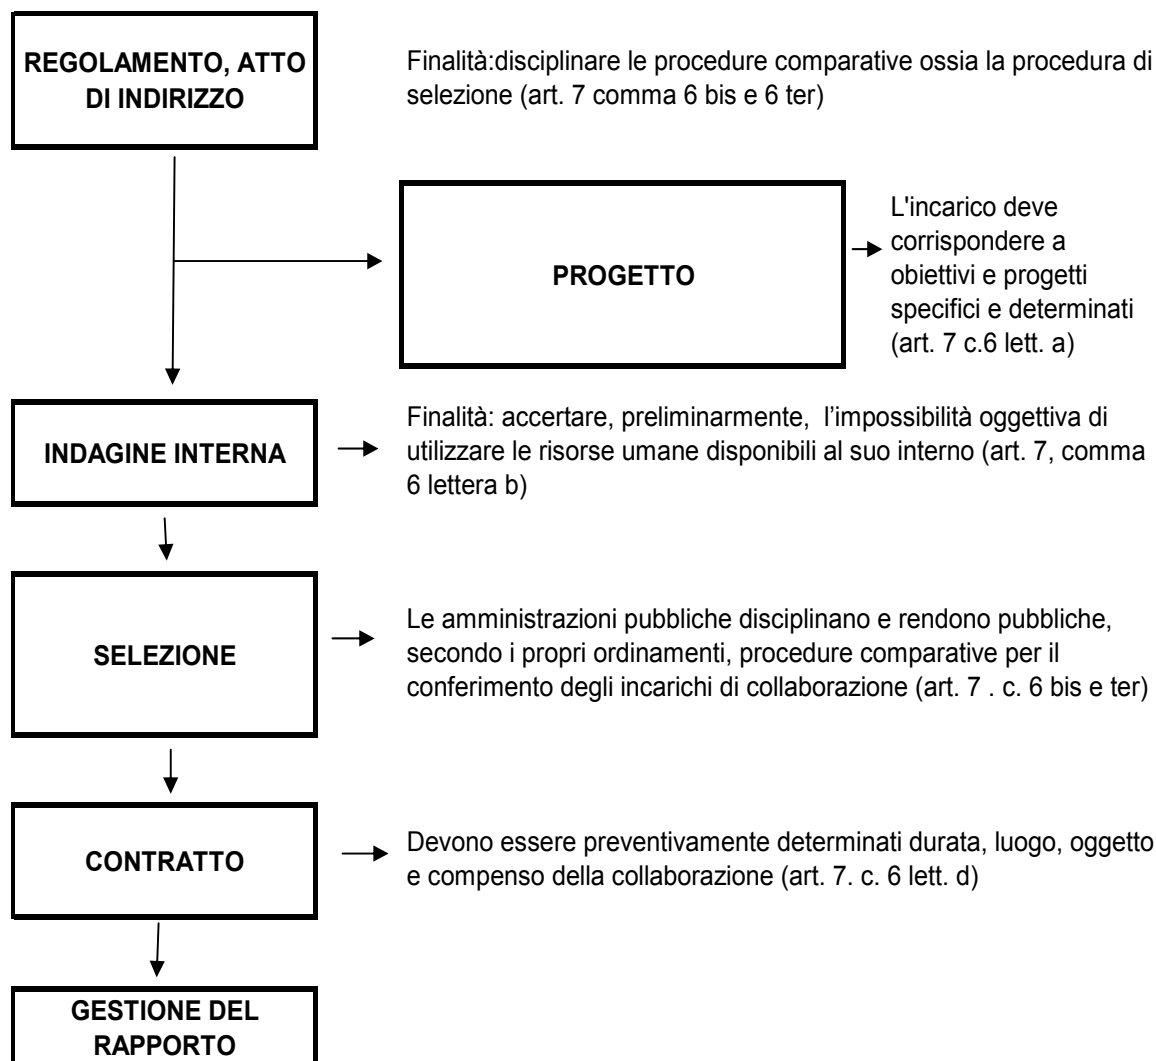 REGOLAMENTO, ATTO
DI INDIRIZZO
Finalità:disciplinare le procedure comparative ossia la procedura di
selezione (art. 7 comma 6 bis e 6 ter)
PROGETTO
L'incarico deve
corrispondere a
obiettivi e progetti
specifici e determinati
(art. 7 c.6 lett. a)
INDAGINE INTERNA
Finalità: accertare, preliminarmente, l’impossibilità oggettiva di
utilizzare le risorse umane disponibili al suo interno (art. 7, comma
6 lettera b)
SELEZIONE
Le amministrazioni pubbliche disciplinano e rendono pubbliche,
secondo i propri ordinamenti, procedure comparative per il
conferimento degli incarichi di collaborazione (art. 7 . c. 6 bis e ter)
CONTRATTO
Devono essere preventivamente determinati durata, luogo, oggetto
e compenso della collaborazione (art. 7. c. 6 lett. d)
GESTIONE DEL
RAPPORTO